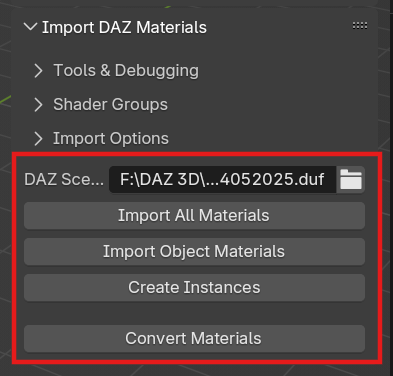 Import DAZ Materials
Tools & Debugging
Shader Groups
Import Options
DAZ Sce... F:\DAZ 3D\...4052025.duf
Import All Materials
Import Object Materials
Create Instances
Convert Materials